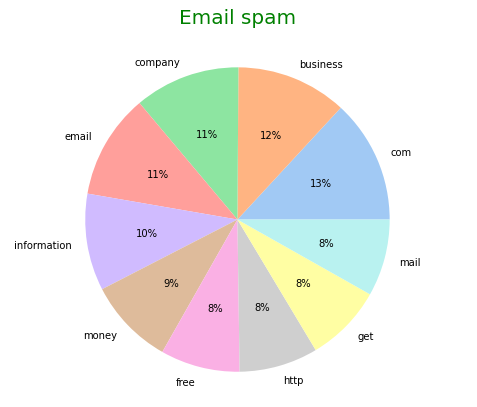 Email spam
company
business
11%
12%
email
com
11%
13%
information
10%
8%
mail
9%
8%
money
8%
8%
get
free
http